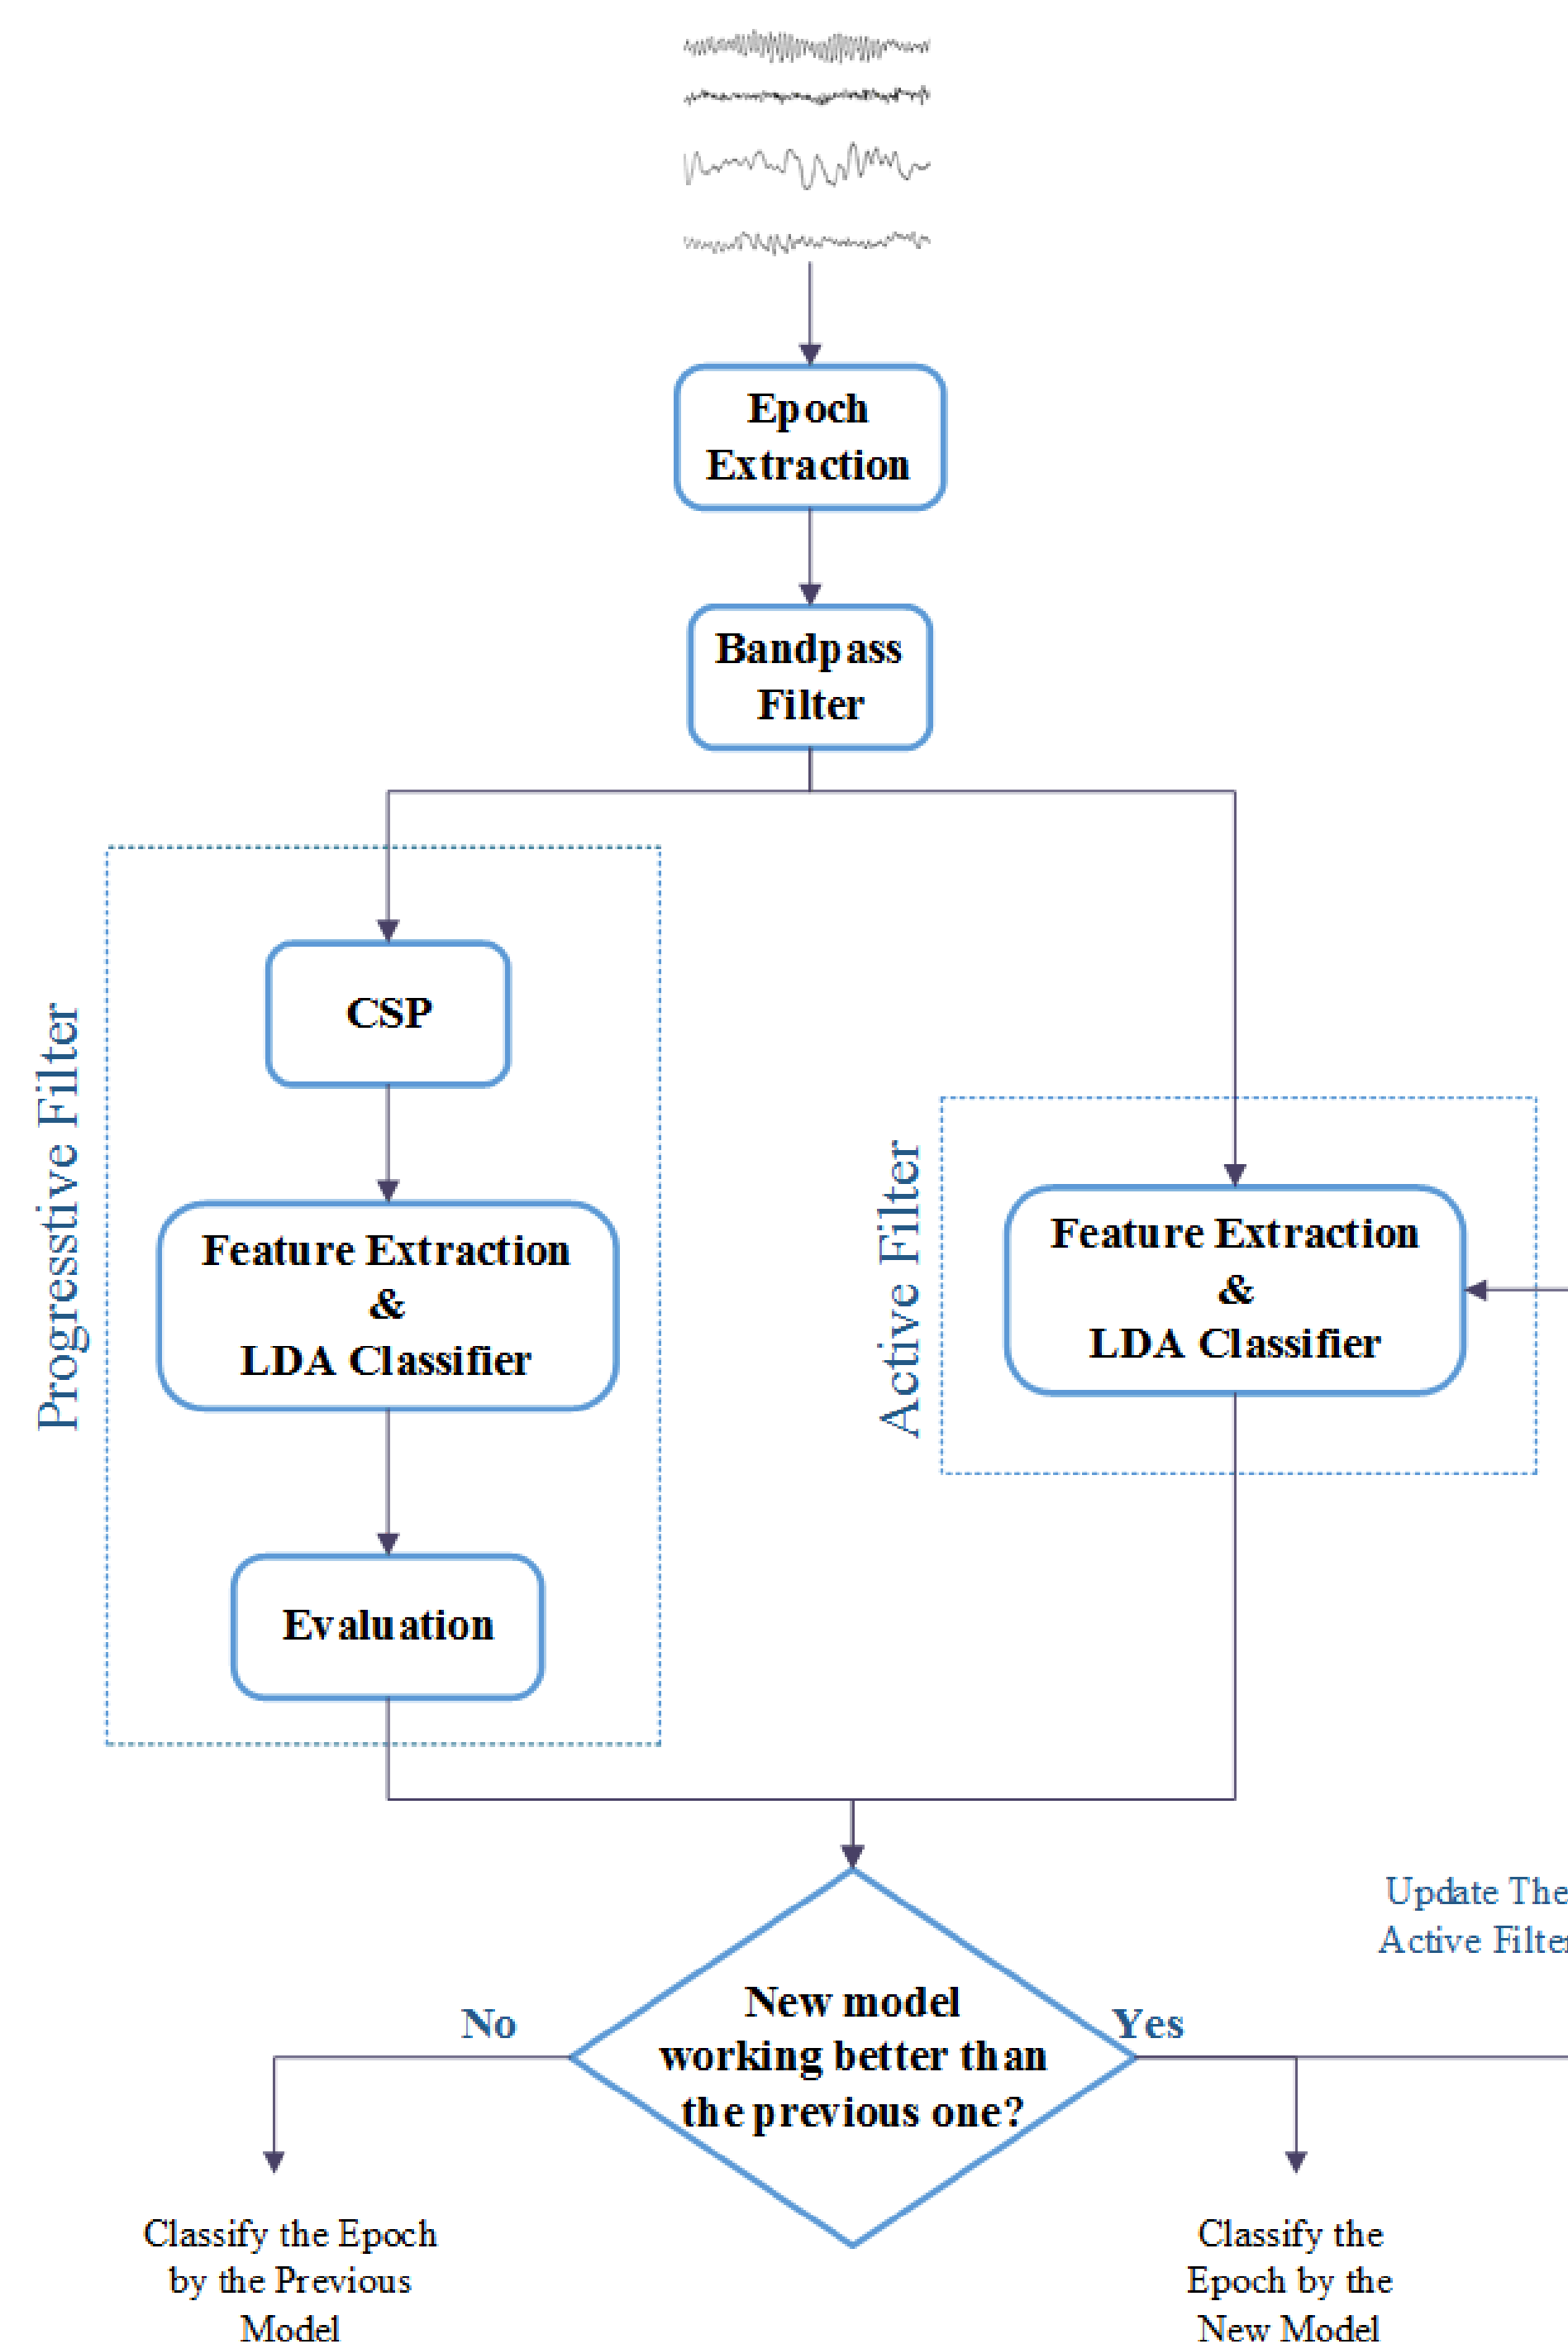 Epoch
Extraction
Bandpass
Filter
Progresstive Filter
CSP
Feature Extraction
&
LDA Classifier
Evaluation
Active Filter
Feature Extraction
&
LDA Classifier
Update The
Active Filter
No
New model
working better than
the previous one?
Yes
Classify the Epoch
by the Previous
Model
Classify the
Epoch by the
New Model